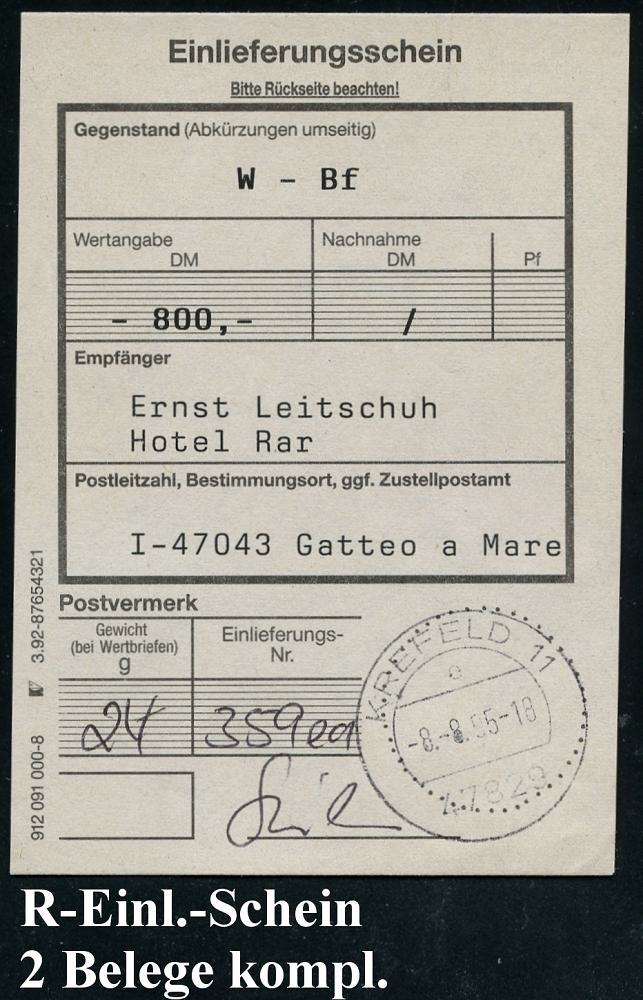 Einlieferungsschein
Bitte Rückseite beachten!
Gegenstand (Abkürzungen umseitig)
W - Bf
Wertangabe
DM
Nachnahme
DM
Pf
- 800,-
/
Empfänger
Ernst Leitschuh
Hotel Rar
Postleitzahl, Bestimmungsort, ggf. Zustellpostamt
I-47043 Gatteo a Mare
Postvermerk
Gewicht
(bei Wertbriefen)
g
Einlieferungs-
Nr.
24
359
KREFELD 11
e
-8.-8.95-18
47829
912 091 000-8
3.92-87654321
R-Einl.-Schein
2 Belege kompl.